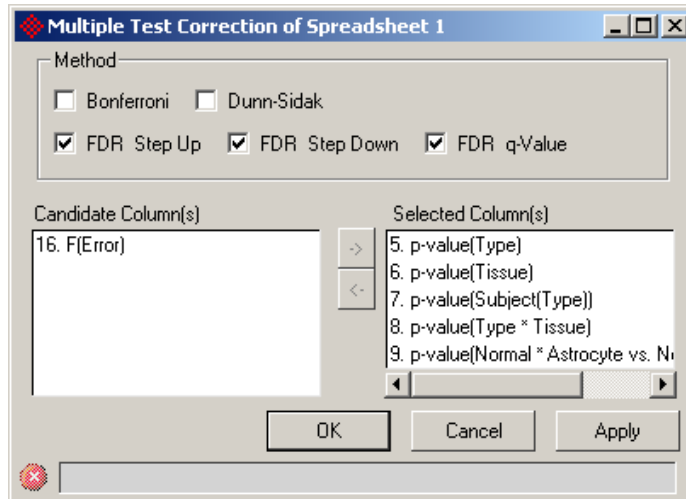 Multiple Test Correction of Spreadsheet 1
Method
Bonferroni Dunn-Sidak
FDR Step Up FDR Step Down FDR q-Value
Candidate Column(s) Selected Column(s)
16. F(Error)
->
<-
5. p-value(Type)
6. p-value(Tissue)
7. p-value(Subject(Type))
8. p-value(Type * Tissue)
9. p-value(Normal * Astrocyte vs.
OK Cancel Apply